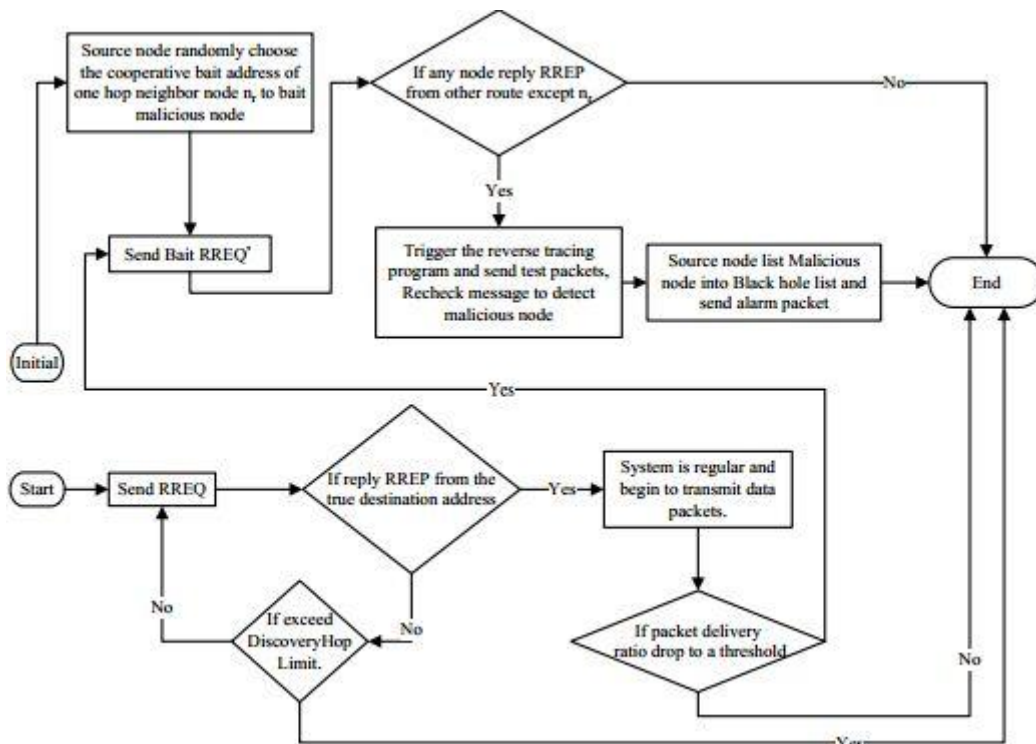 Source node randomly choose
the cooperative bait address of
one hop neighbor node nr to bait
malicious node
If any node reply RREP
from other route except nr
No
Yes
Send Bait RREQ'
Trigger the reverse tracing
program and send test packets,
Recheck message to detect
malicious node
Source node list Malicious
node into Black hole list and
send alarm packet
End
Initial
Yes
Start
Send RREQ
If reply RREP from the
true destination address
Yes
System is regular and
begin to transmit data
packets.
No
No
If exceed
DiscoveryHop
Limit.
If packet delivery
ratio drop to a threshold
No
Yes